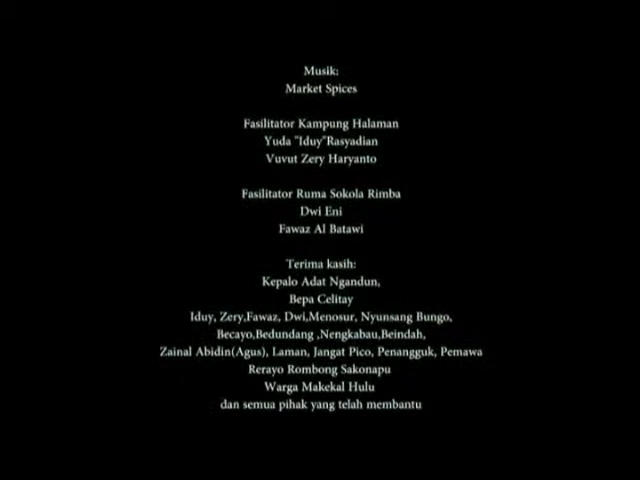 Musik:
Market Spices
Fasilitator Kampung Halaman
Yuda "Iduy"Rasyadian
Vuvut Zery Haryanto
Fasilitator Ruma Sokola Rimba
Dwi Eni
Fawaz Al Batawi
Terima kasih:
Kepalo Adat Ngandun,
Bepa Celitay
Iduy, Zery,Fawaz, Dwi,Menosur, Nyunsang Bungo,
Becayo,Bedundang ,Nengkabau,Beindah,
Zainal Abidin(Agus), Laman, Jangat Pico, Penangguk, Pemawa
Rerayo Rombong Sakonapu
Warga Makekal Hulu
dan semua pihak yang telah membantu